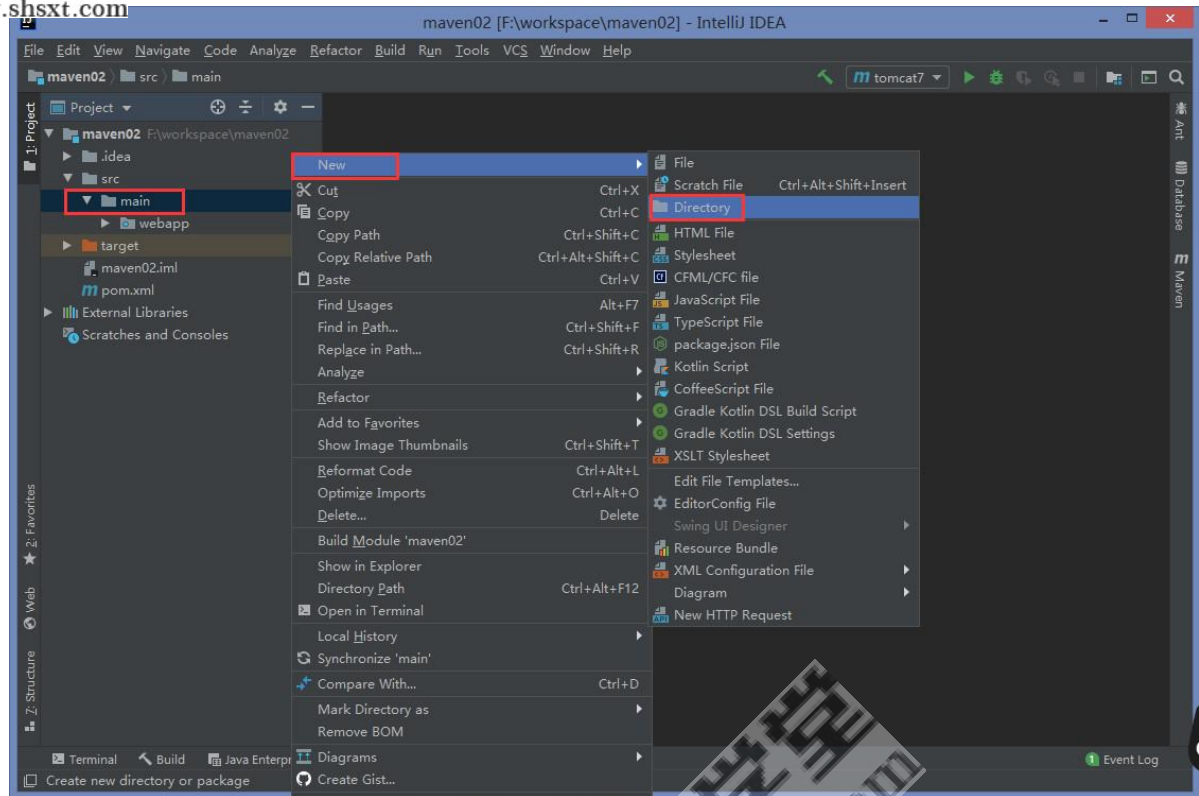 shsxt.com
maven02 [F:\workspace\maven02] - IntelliJ IDEA
File Edit View Navigate Code Analyze Refactor Build Run Tools VCS Window Help
maven02 src main
tomcat7
Project
maven02 F:\workspace\maven02
.idea
src
main
webapp
target
maven02.iml
pom.xml
External Libraries
Scratches and Consoles
1: Project
2: Favorites
Web
7: Structure
New
Cut Ctrl+X
Copy Ctrl+C
Copy Path Ctrl+Shift+C
Copy Relative Path Ctrl+Alt+Shift+C
Paste Ctrl+V
Find Usages Alt+F7
Find in Path... Ctrl+Shift+F
Replace in Path... Ctrl+Shift+R
Analyze
Refactor
Add to Favorites
Show Image Thumbnails Ctrl+Shift+T
Reformat Code Ctrl+Alt+L
Optimize Imports Ctrl+Alt+O
Delete... Delete
Build Module 'maven02'
Show in Explorer
Directory Path Ctrl+Alt+F12
Open in Terminal
Local History
Synchronize 'main'
Compare With... Ctrl+D
Mark Directory as
Remove BOM
Diagrams
Create Gist...
File
Scratch File Ctrl+Alt+Shift+Insert
Directory
HTML File
Stylesheet
CFML/CFC file
JavaScript File
TypeScript File
package.json File
Kotlin Script
CoffeeScript File
Gradle Kotlin DSL Build Script
Gradle Kotlin DSL Settings
XSLT Stylesheet
Edit File Templates...
EditorConfig File
Swing UI Designer
Resource Bundle
XML Configuration File
Diagram
New HTTP Request
Ant
Database
Maven
Terminal Build Java Enterpr
1 Event Log
Create new directory or package